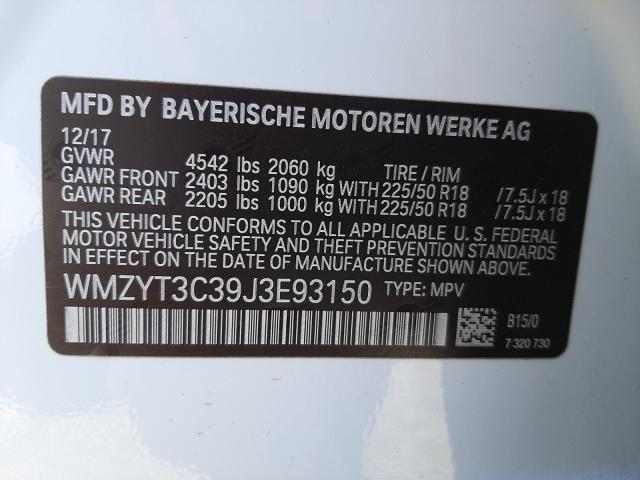 MFD BY BAYERISCHE MOTOREN WERKE AG
12/17
GVWR 4542 lbs 2060 kg TIRE / RIM
GAWR FRONT 2403 lbs 1090 kg WITH 225/50 R18 /7.5J x 18
GAWR REAR 2205 lbs 1000 kg WITH 225/50 R18 /7.5J x 18
THIS VEHICLE CONFORMS TO ALL APPLICABLE U. S. FEDERAL
MOTOR VEHICLE SAFETY AND THEFT PREVENTION STANDARDS
IN EFFECT ON THE DATE OF MANUFACTURE SHOWN ABOVE.
WMZYT3C39J3E93150 TYPE: MPV
B15/0
7 320 730